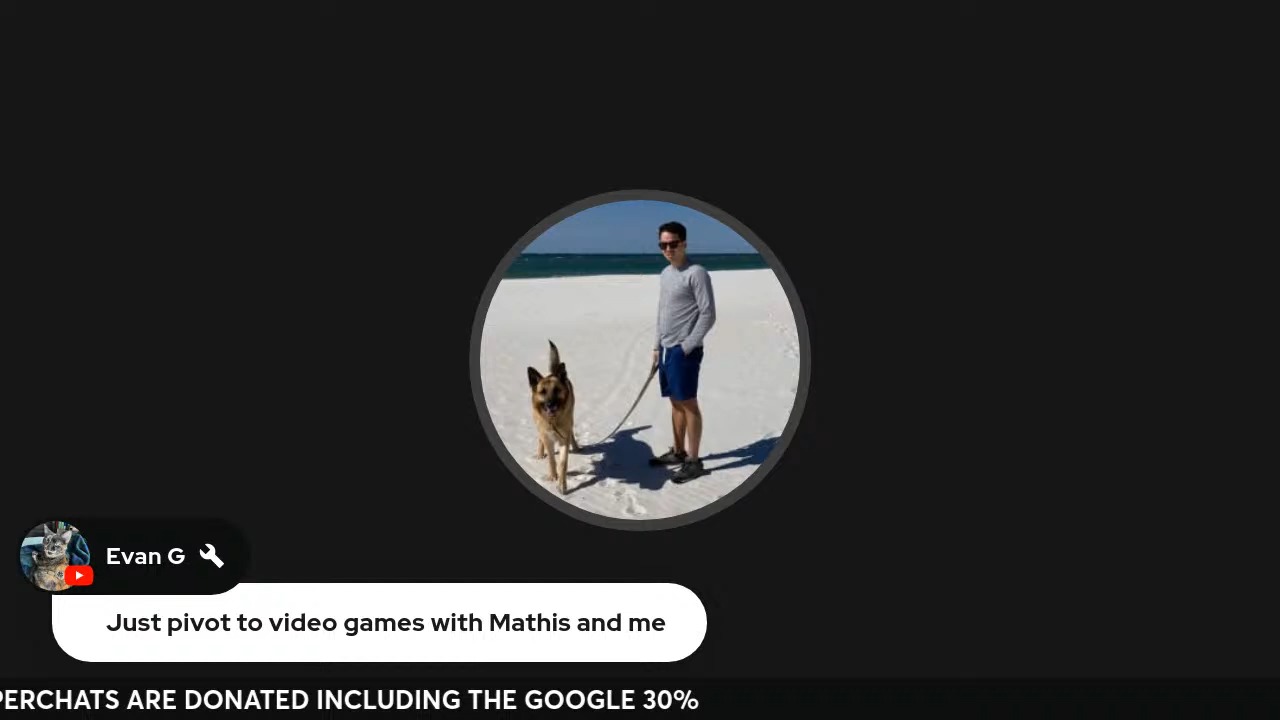 Evan G
Just pivot to video games with Mathis and me
PERCHATS ARE DONATED INCLUDING THE GOOGLE 30%